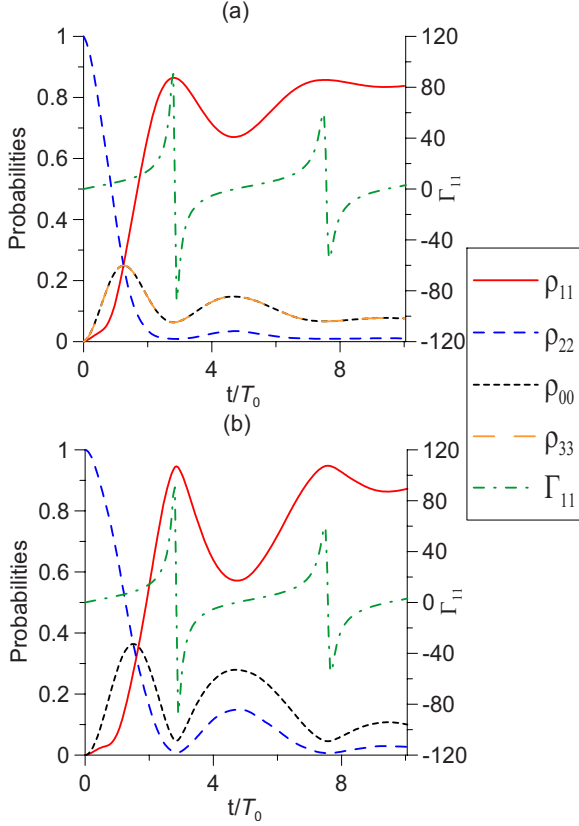 (a)
1
0.8
0.6
0.4
0.2
0
Probabilities
120
80
40
0
-40
-80
-120
Γ₁₁
0 4 8
t/T₀
ρ₁₁
ρ₂₂
ρ₀₀
ρ₃₃
Γ₁₁
(b)
1
0.8
0.6
0.4
0.2
0
Probabilities
120
80
40
0
-40
-80
-120
Γ₁₁
0 4 8
t/T₀